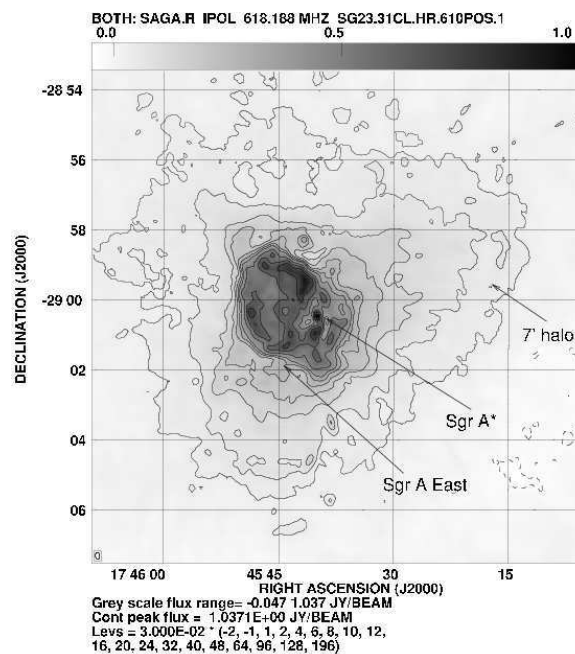 BOTH: SAGA.R IPOL 618.188 MHZ SG23.31CL.HR.610POS.1
0.0 0.5 1.0
-28 54
56
58
-29 00
02
04
06
DECLINATION (J2000)
7' halo
Sgr A*
Sgr A East
17 46 00 45 45 30 15
RIGHT ASCENSION (J2000)
Grey scale flux range= -0.047 1.037 JY/BEAM
Cont peak flux = 1.0371E+00 JY/BEAM
Levs = 3.000E-02 * (-2, -1, 1, 2, 4, 6, 8, 10, 12,
16, 20, 24, 32, 40, 48, 64, 96, 128, 196)